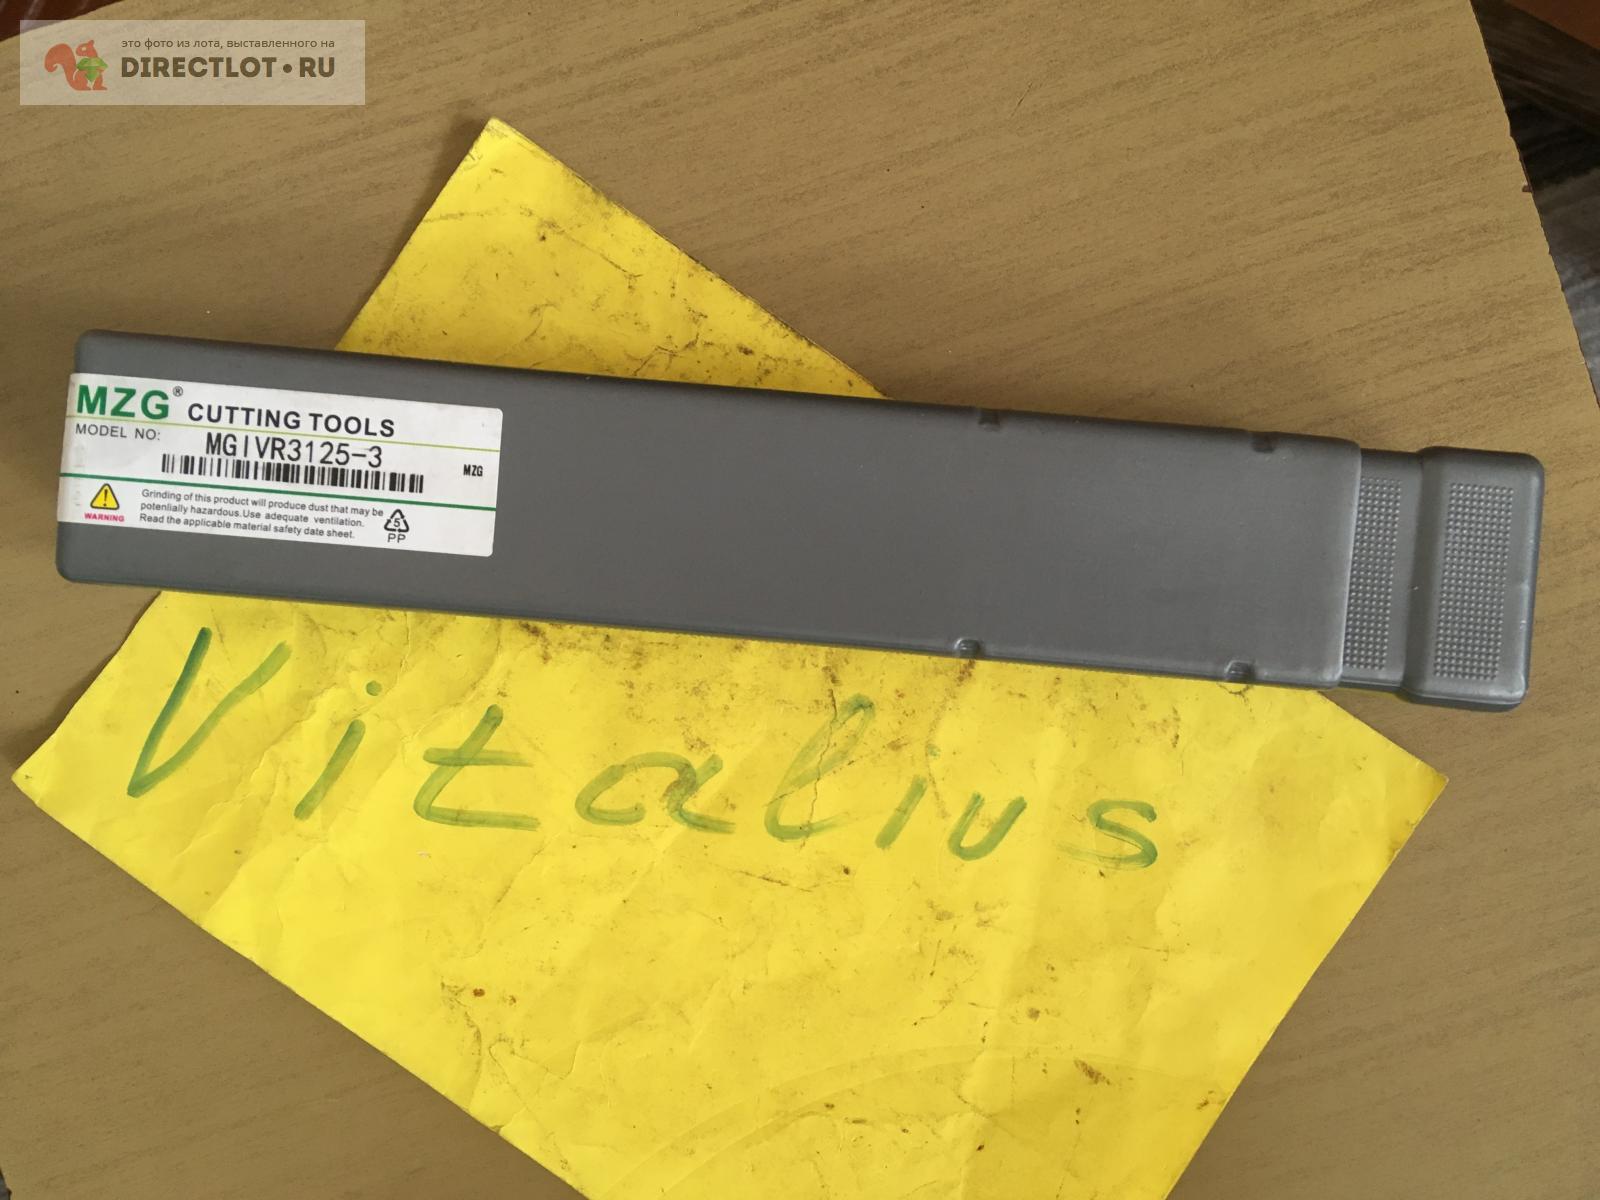 это фото из лота, выставленного на
DIRECTLOT•RU
MZG® CUTTING TOOLS
MODEL NO:
MGIVR3125-3
MZG
Grinding of this product will produce dust that may be
potenlially hazardous.Use adequate ventilation.
Read the applicable material safety date sheet.
WARNING
5
PP
Vitalius